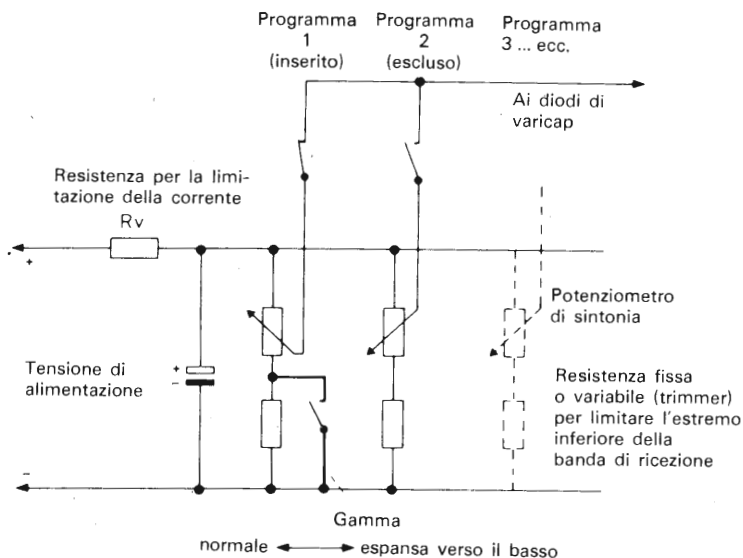 Programma
1
(inserito)
Programma
2
(escluso)
Programma
3 ... ecc.
Ai diodi di
varicap
Resistenza per la limi-
tazione della corrente
Rv
+
Potenziometro
di sintonia
Tensione di
alimentazione
+
−
Resistenza fissa
o variabile (trimmer)
per limitare l'estremo
inferiore della
banda di ricezione
−
Gamma
normale
espansa verso il basso